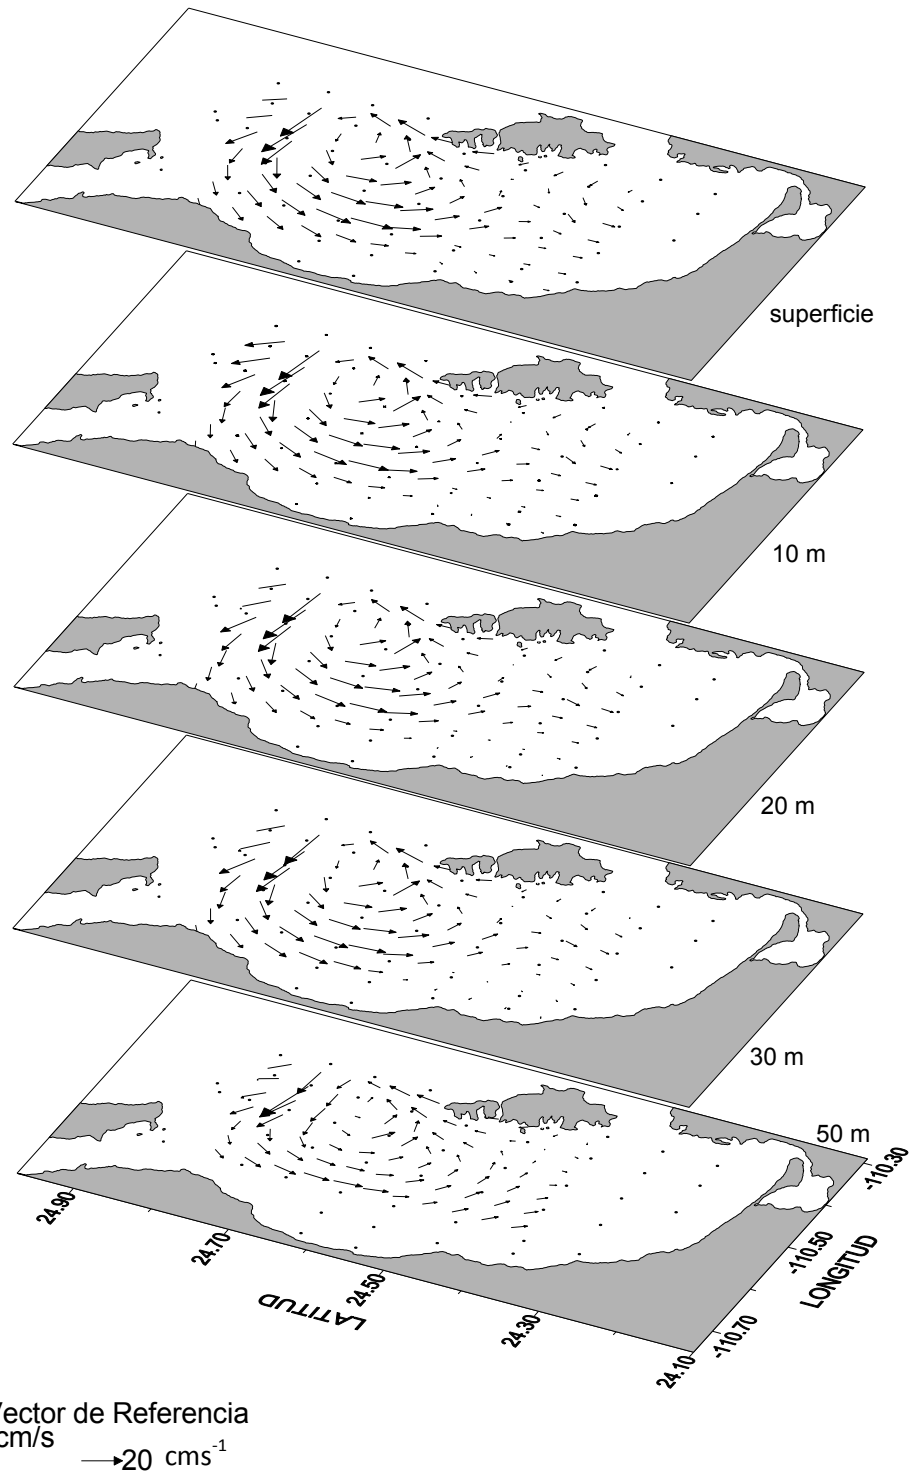 superficie
10 m
20 m
30 m
50 m
-110.30
-110.50
-110.70
LONGITUD
24.90
24.70
24.50
24.30
24.10
LATITUD
Vector de Referencia
cm/s
20 cms-1